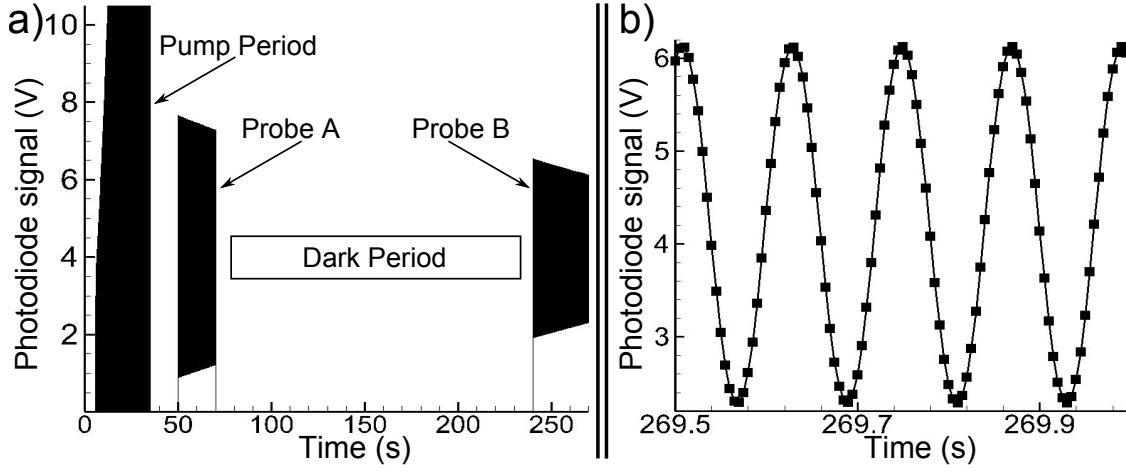 a)
Photodiode signal (V)
10
8
6
4
2
Pump Period
Probe A
Probe B
Dark Period
0 50 100 150 200 250
Time (s)
b)
Photodiode signal (V)
6
5
4
3
269.5 269.7 269.9
Time (s)